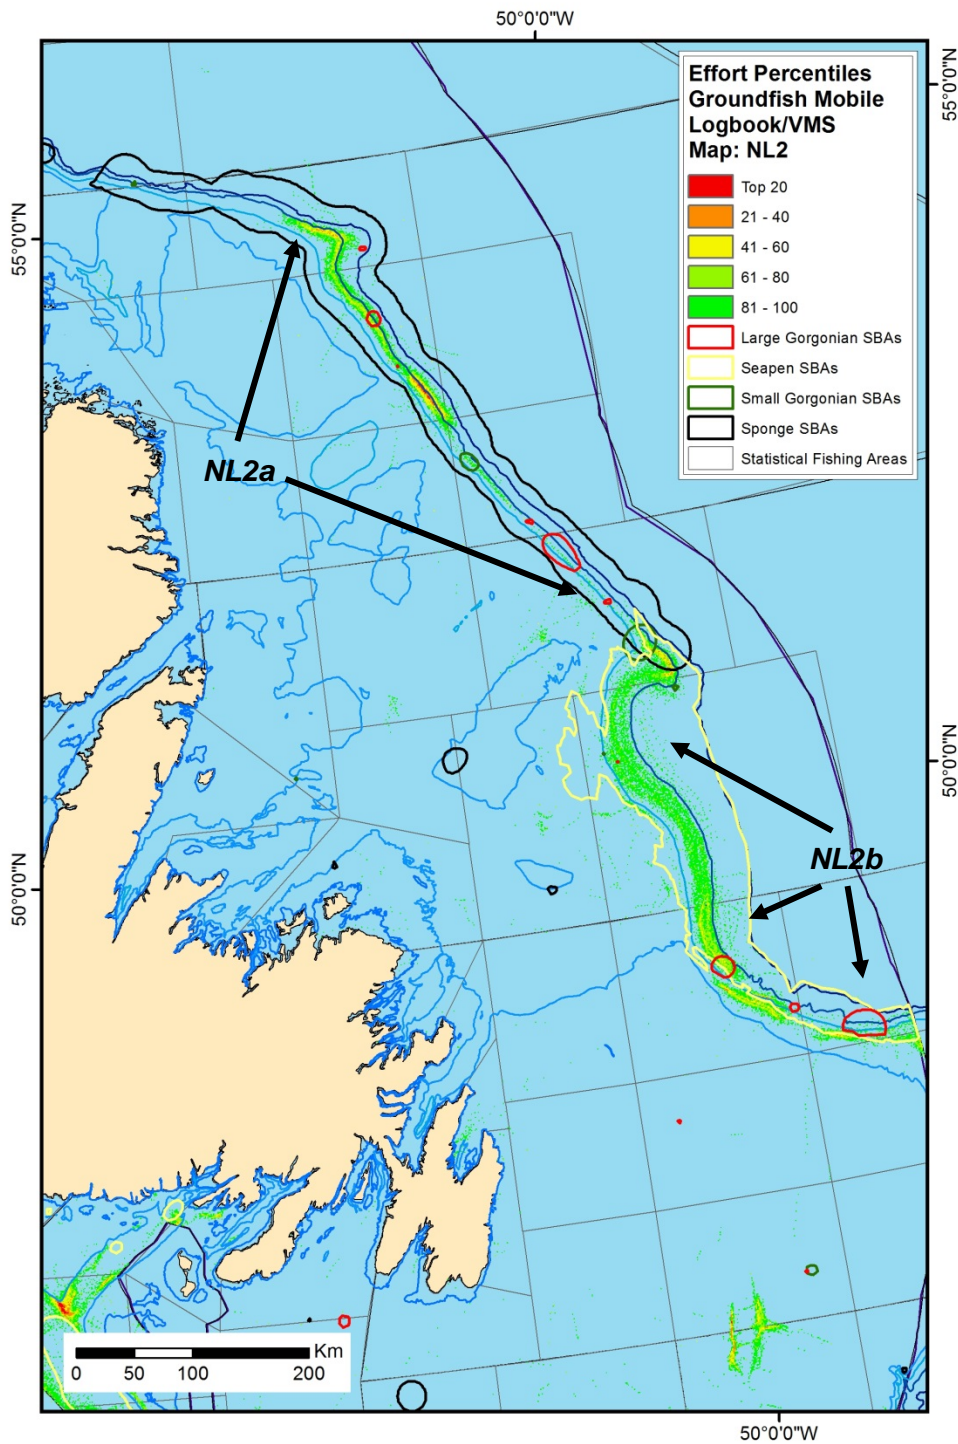 50°0'0"W
55°0'0"N
Effort Percentiles
Groundfish Mobile
Logbook/VMS
Map: NL2
Top 20
21 - 40
41 - 60
61 - 80
81 - 100
Large Gorgonian SBAs
Seapen SBAs
Small Gorgonian SBAs
Sponge SBAs
Statistical Fishing Areas
55°0'0"N
NL2a
50°0'0"N
NL2b
50°0'0"N
Km
0 50 100 200
50°0'0"W